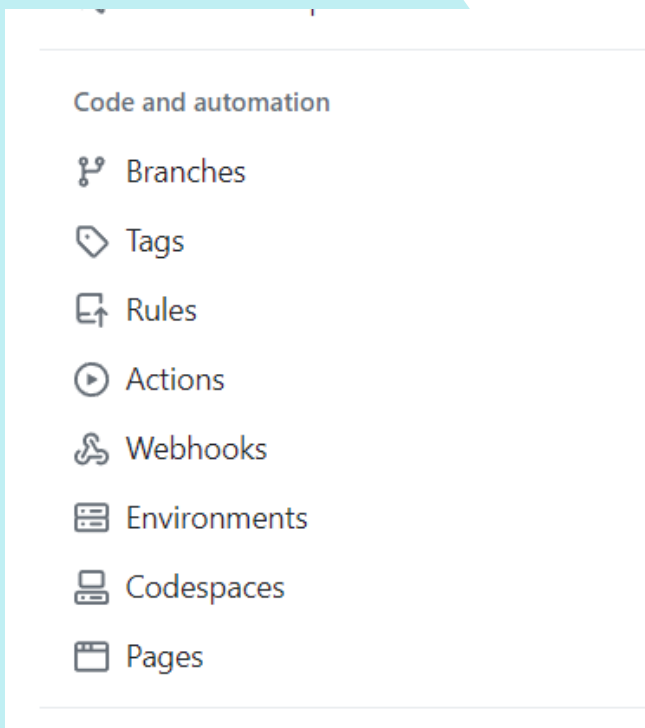 Code and automation
Branches
Tags
Rules
Actions
Webhooks
Environments
Codespaces
Pages